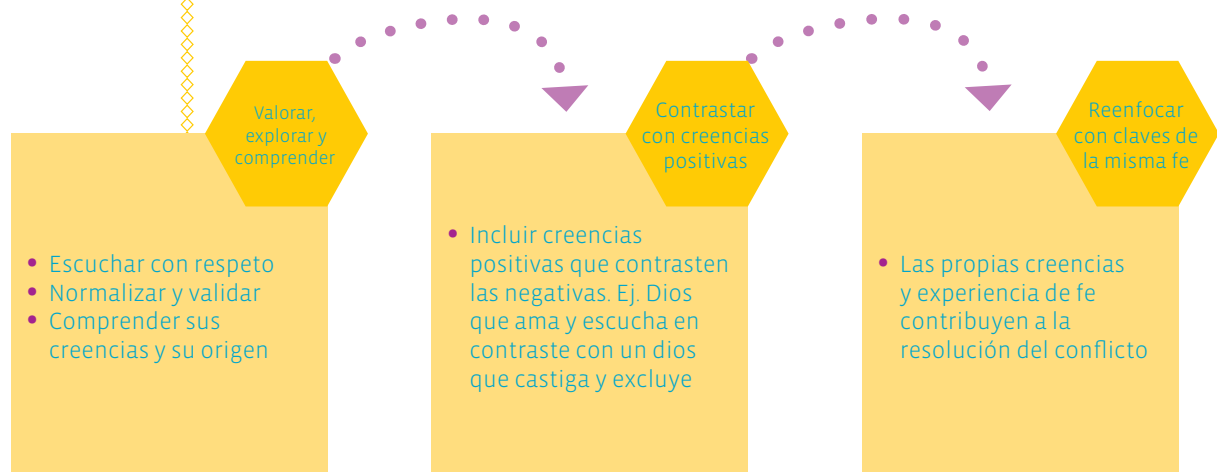 Valorar,
explorar y
comprender
• Escuchar con respeto
• Normalizar y validar
• Comprender sus
creencias y su origen
Contrastar
con creencias
positivas
• Incluir creencias
positivas que contrasten
las negativas. Ej. Dios
que ama y escucha en
contraste con un dios
que castiga y excluye
Reenfocar
con claves de
la misma fe
• Las propias creencias
y experiencia de fe
contribuyen a la
resolución del conflicto